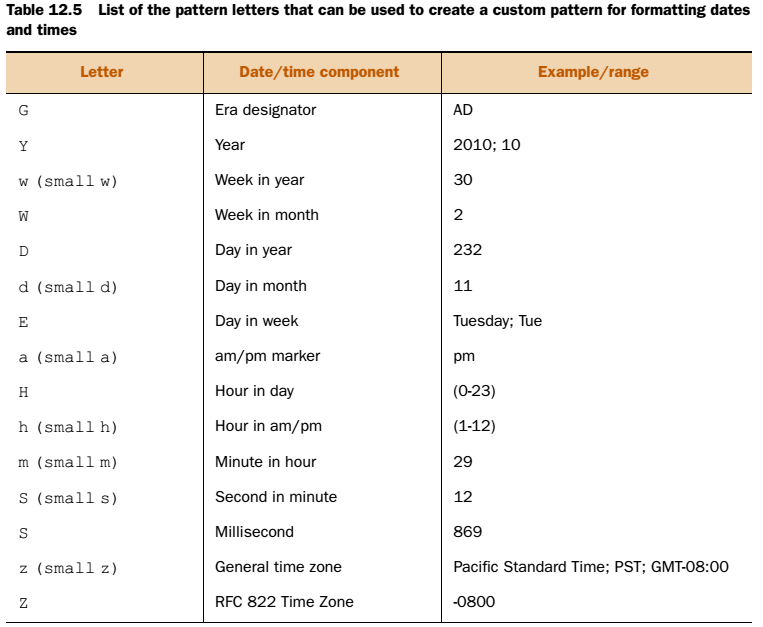 Table 12.5 List of the pattern letters that can be used to create a custom pattern for formatting dates
and times
Letter Date/time component Example/range
G Era designator AD
Y Year 2010; 10
w (small w) Week in year 30
W Week in month 2
D Day in year 232
d (small d) Day in month 11
E Day in week Tuesday; Tue
a (small a) am/pm marker pm
H Hour in day (0-23)
h (small h) Hour in am/pm (1-12)
m (small m) Minute in hour 29
S (small s) Second in minute 12
S Millisecond 869
z (small z) General time zone Pacific Standard Time; PST; GMT-08:00
Z RFC 822 Time Zone -0800